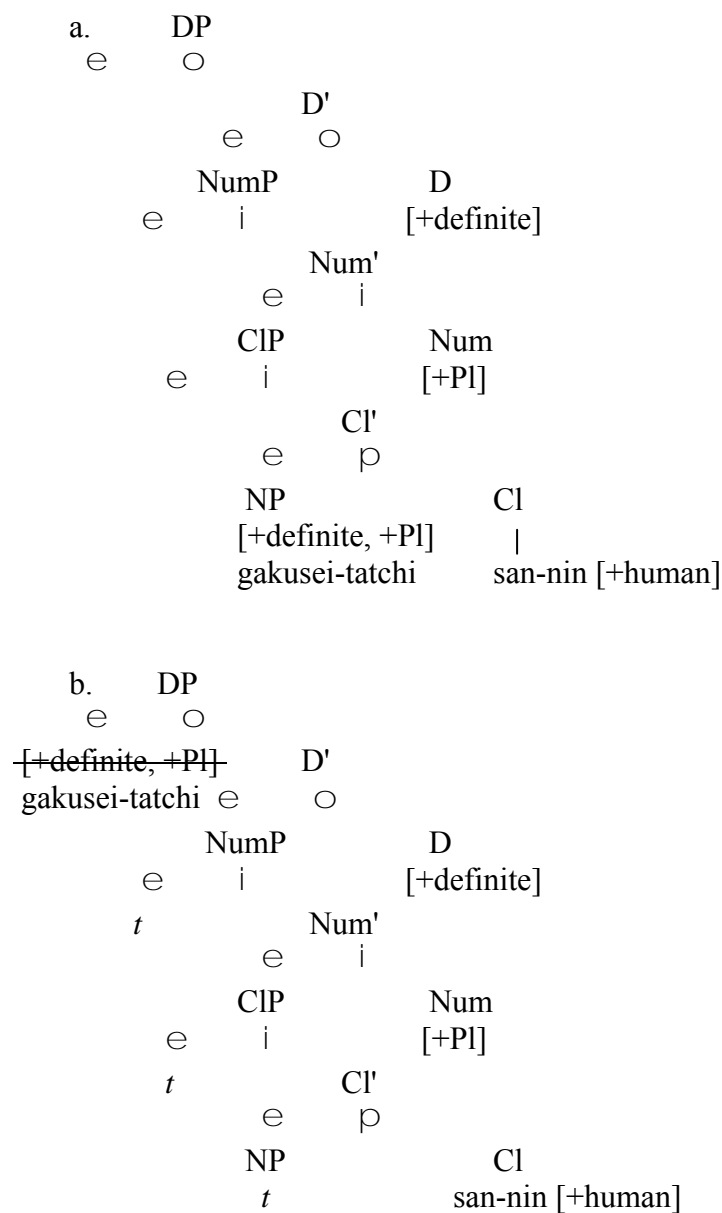 a. DP
e o
D'
e o
NumP D
e i [+definite]
Num'
e i
ClP Num
e i [+Pl]
Cl'
e p
NP Cl
[+definite, +Pl] |
gakusei-tatchi san-nin [+human]
b. DP
e o
[+definite, +Pl] D'
gakusei-tatchi e o
NumP D
e i [+definite]
t Num'
e i
ClP Num
e i [+Pl]
t Cl'
e p
NP Cl
t san-nin [+human]